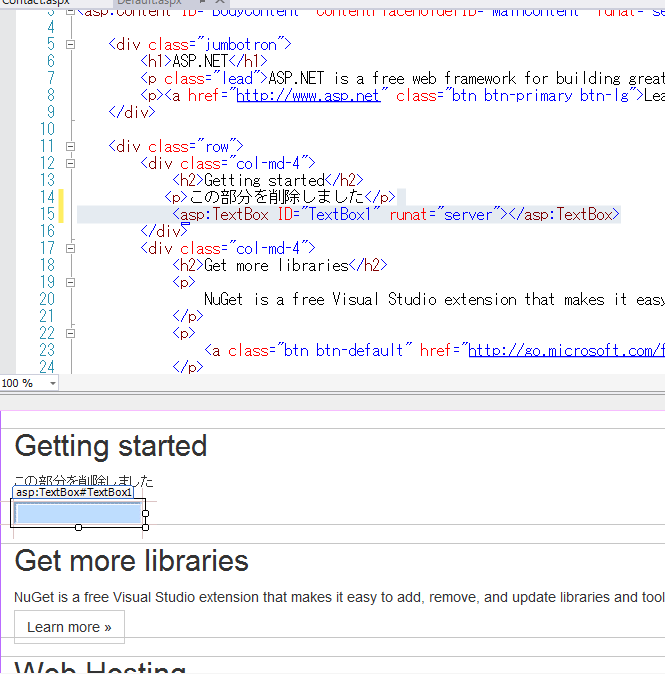 Contact.aspx Default.aspx
3 <asp:Content ID="BodyContent" ContentPlaceHolderID="MainContent" runat="se
4
5 <div class="jumbotron">
6 <h1>ASP.NET</h1>
7 <p class="lead">ASP.NET is a free web framework for building great
8 <p><a href="http://www.asp.net" class="btn btn-primary btn-lg">Lea
9 </div>
10
11 <div class="row">
12 <div class="col-md-4">
13 <h2>Getting started</h2>
14 <p>この部分を削除しました</p>
15 <asp:TextBox ID="TextBox1" runat="server"></asp:TextBox>
16 </div>
17 <div class="col-md-4">
18 <h2>Get more libraries</h2>
19 <p>
20 NuGet is a free Visual Studio extension that makes it easy
21 </p>
22 <p>
23 <a class="btn btn-default" href="http://go.microsoft.com/f
24 </p>
100 %
Getting started
この部分を削除しました
asp:TextBox#TextBox1
Get more libraries
NuGet is a free Visual Studio extension that makes it easy to add, remove, and update libraries and tool
Learn more »
Web Hosting